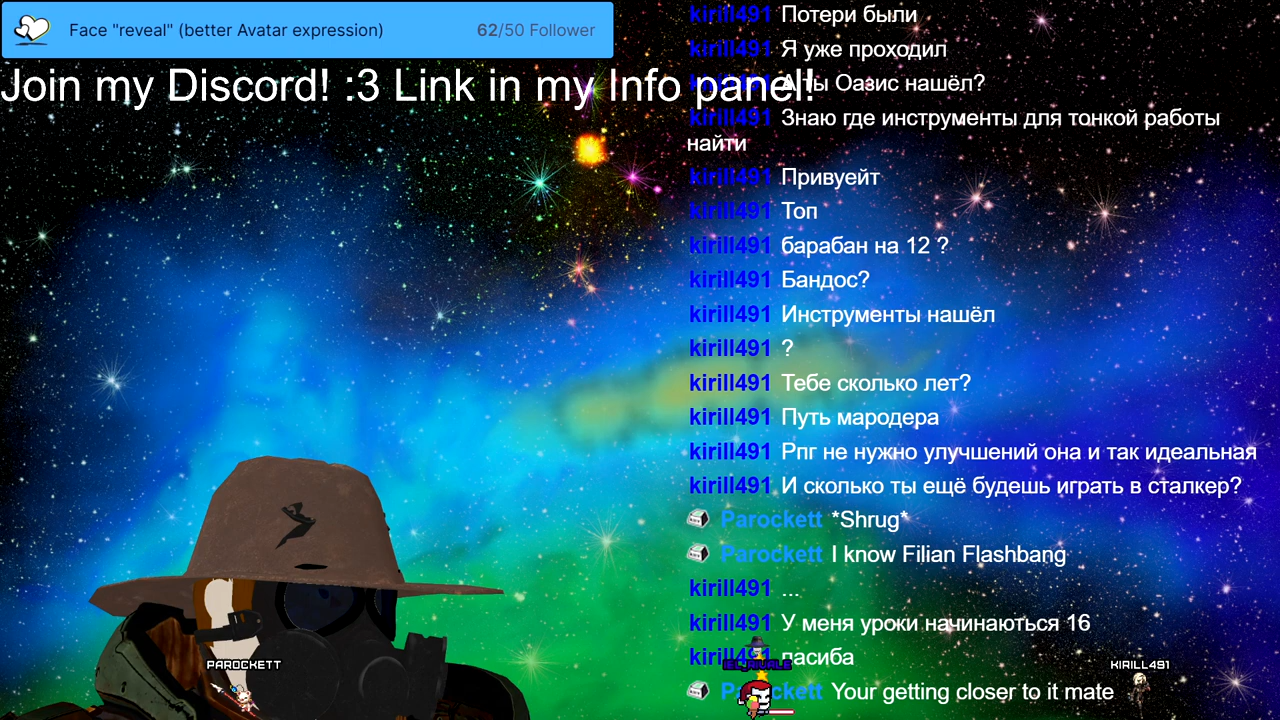 Face "reveal" (better Avatar expression) 62/50 Follower
Join my Discord! :3 Link in my Info panel!
kirill491 Потери были
kirill491 Я уже проходил
kirill491 А ты Оазис нашёл?
kirill491 Знаю где инструменты для тонкой работы
найти
kirill491 Привуейт
kirill491 Топ
kirill491 барабан на 12 ?
kirill491 Бандос?
kirill491 Инструменты нашёл
kirill491 ?
kirill491 Тебе сколько лет?
kirill491 Путь мародера
kirill491 Рпг не нужно улучшений она и так идеальная
kirill491 И сколько ты ещё будешь играть в сталкер?
Parockett *Shrug*
Parockett I know Filian Flashbang
kirill491 ...
kirill491 У меня уроки начинаються 16
kirill491 пасиба
Parockett Your getting closer to it mate
PAROCKETT
KIRILL491